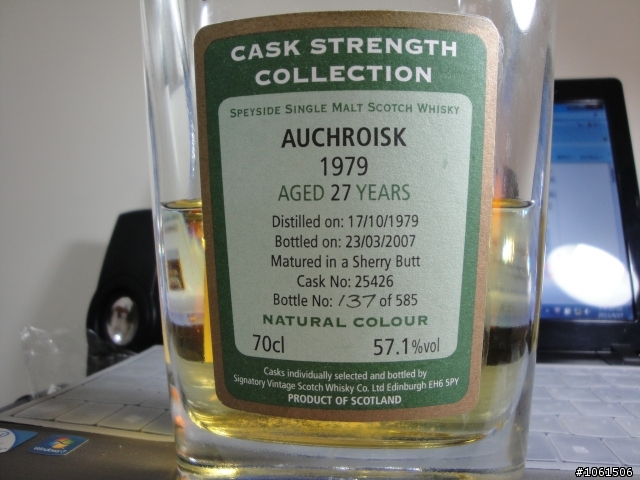 CASK STRENGTH
COLLECTION
SPEYSIDE SINGLE MALT SCOTCH WHISKY
AUCHROISK
1979
AGED 27 YEARS
Distilled on: 17/10/1979
Bottled on: 23/03/2007
Matured in a Sherry Butt
Cask No: 25426
Bottle No: 137 of 585
NATURAL COLOUR
70cl 57.1%vol
Casks individually selected and bottled by
Signatory Vintage Scotch Whisky Co. Ltd Edinburgh EH6 5PY
PRODUCT OF SCOTLAND
Windows 7
#1061506